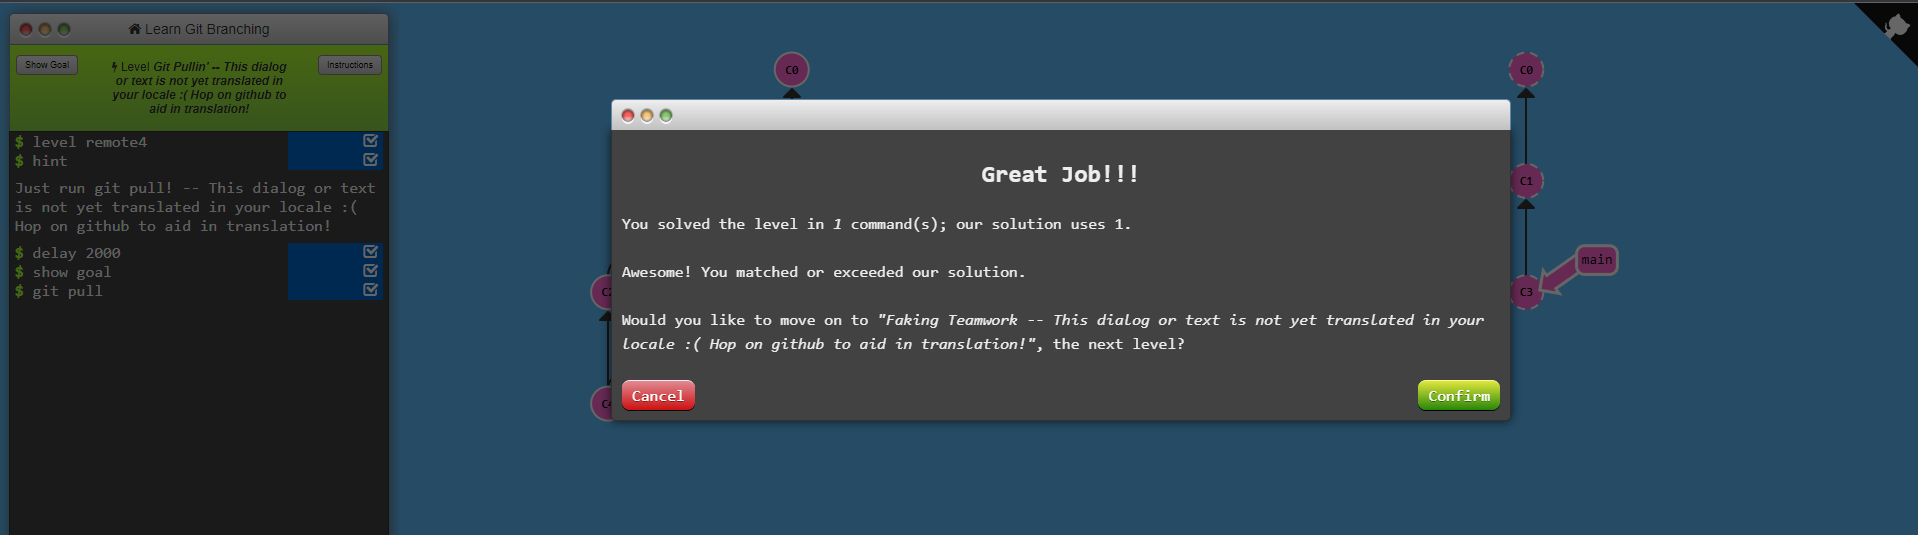 Learn Git Branching
Show Goal
Level Git Pullin' -- This dialog
or text is not yet translated in
your locale :( Hop on github to
aid in translation!
Instructions
$ level remote4
$ hint
Just run git pull! -- This dialog or text
is not yet translated in your locale :(
Hop on github to aid in translation!
$ delay 2000
$ show goal
$ git pull
C0
Great Job!!!
You solved the level in 1 command(s); our solution uses 1.
Awesome! You matched or exceeded our solution.
Would you like to move on to "Faking Teamwork -- This dialog or text is not yet translated in your
locale :( Hop on github to aid in translation!", the next level?
Cancel
Confirm
C0
C1
main
C3